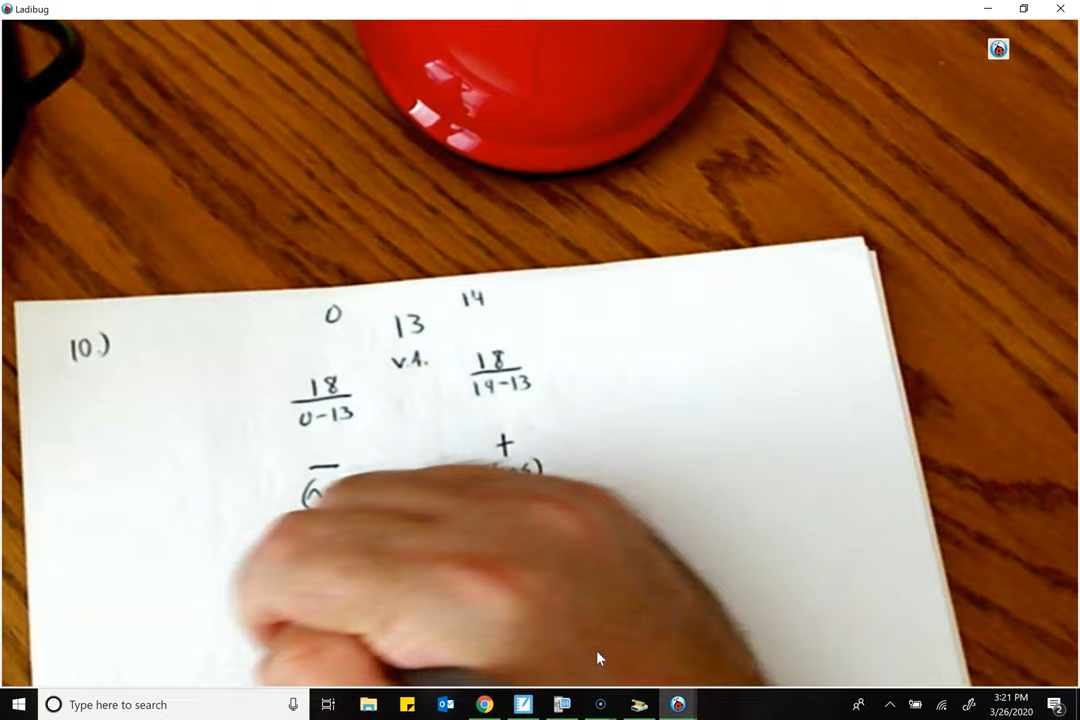 Ladibug
10.)
0 13 14
v.A.
18
0-13
18
14-13
-
+
Type here to search
3:21 PM
3/26/2020
2